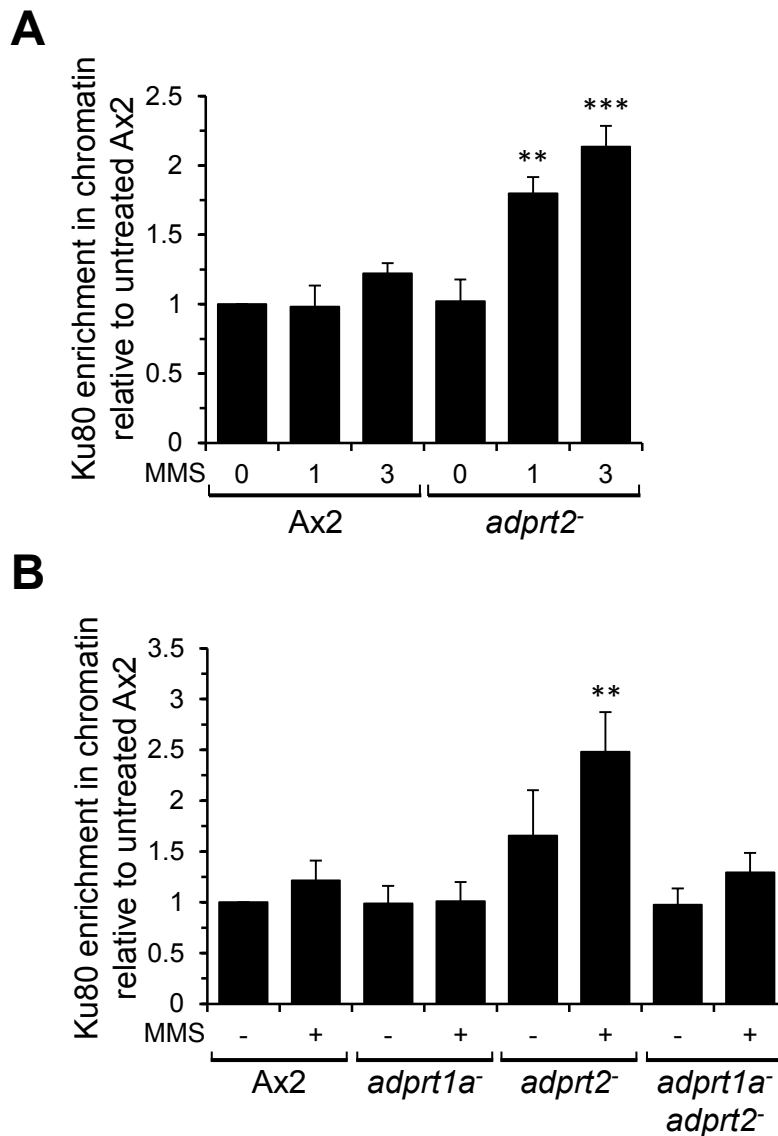 A
Ku80 enrichment in chromatin
relative to untreated Ax2
2.5
2
1.5
1
0.5
0
** ***
MMS 0 1 3 0 1 3
Ax2 adprt2-
B
Ku80 enrichment in chromatin
relative to untreated Ax2
3.5
3
2.5
2
1.5
1
0.5
0
**
MMS - + - + - + - +
Ax2 adprt1a- adprt2- adprt1a-
adprt2-